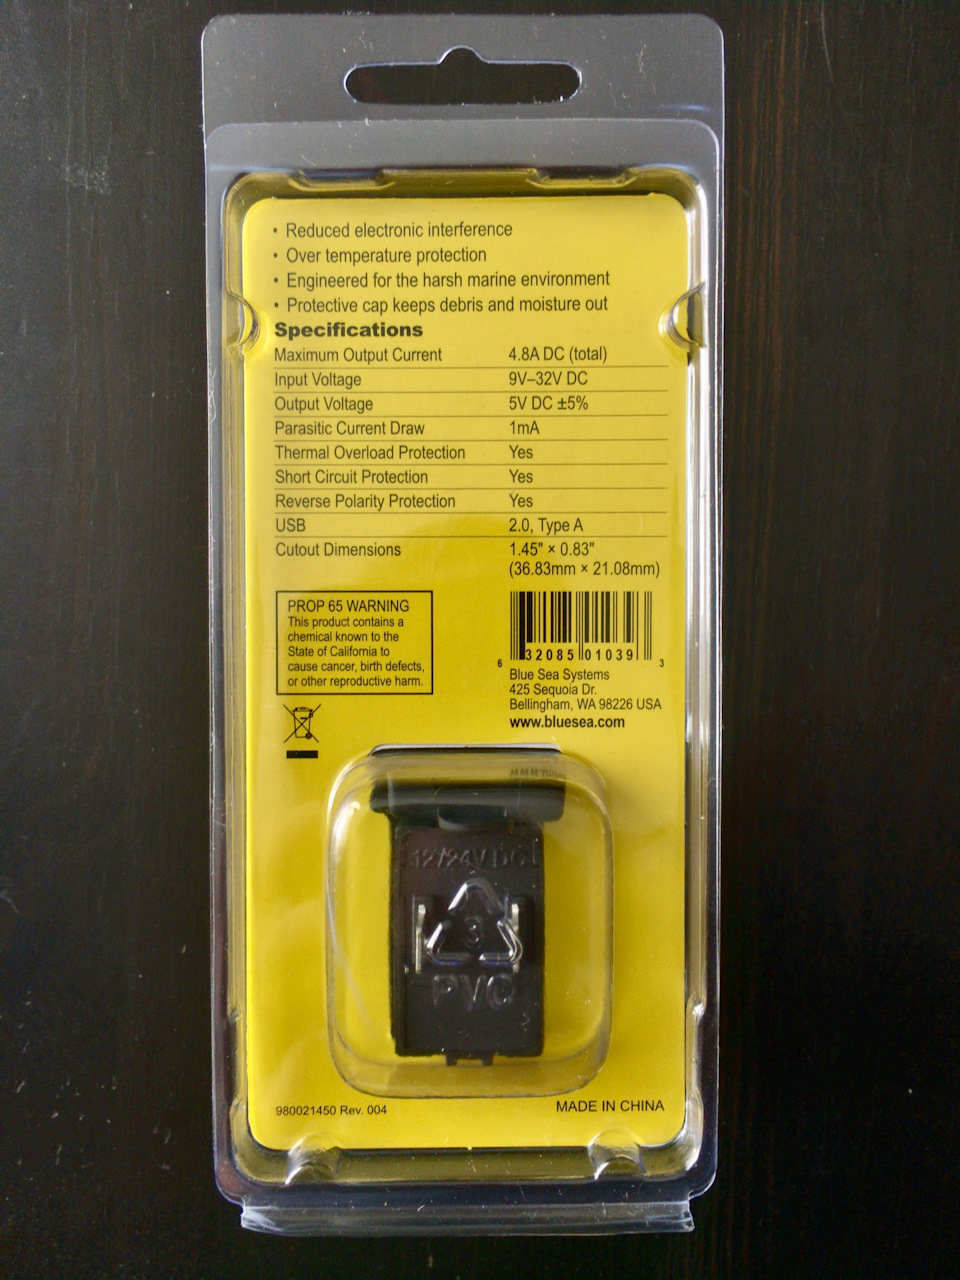 • Reduced electronic interference
• Over temperature protection
• Engineered for the harsh marine environment
• Protective cap keeps debris and moisture out
Specifications
Maximum Output Current 4.8A DC (total)
Input Voltage 9V–32V DC
Output Voltage 5V DC ±5%
Parasitic Current Draw 1mA
Thermal Overload Protection Yes
Short Circuit Protection Yes
Reverse Polarity Protection Yes
USB 2.0, Type A
Cutout Dimensions 1.45" × 0.83"
(36.83mm × 21.08mm)
PROP 65 WARNING
This product contains a
chemical known to the
State of California to
cause cancer, birth defects,
or other reproductive harm.
6 32085 01039 3
Blue Sea Systems
425 Sequoia Dr.
Bellingham, WA 98226 USA
www.bluesea.com
12/24V DC
3
PVC
980021450 Rev. 004
MADE IN CHINA